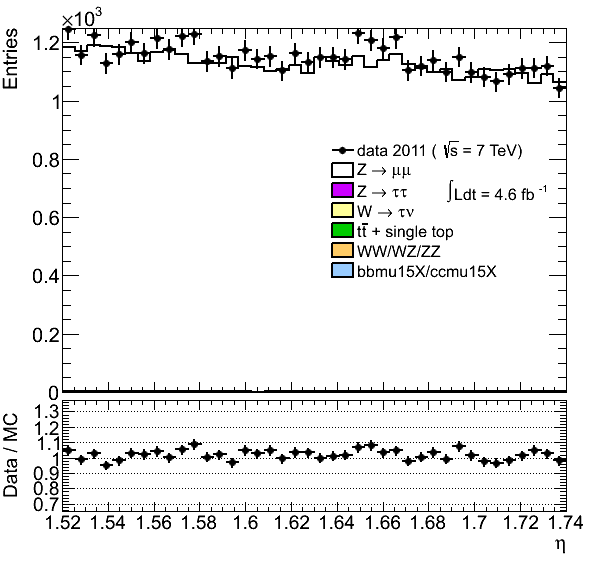 ×10³
Entries
1.2
1
0.8
0.6
0.4
0.2
0
data 2011 ( √s = 7 TeV)
Z → μμ
Z → ττ
∫Ldt = 4.6 fb⁻¹
W → τν
tt̄ + single top
WW/WZ/ZZ
bbmu15X/ccmu15X
Data / MC
1.3
1.2
1.1
1
0.9
0.8
0.7
1.52 1.54 1.56 1.58 1.6 1.62 1.64 1.66 1.68 1.7 1.72 1.74
η